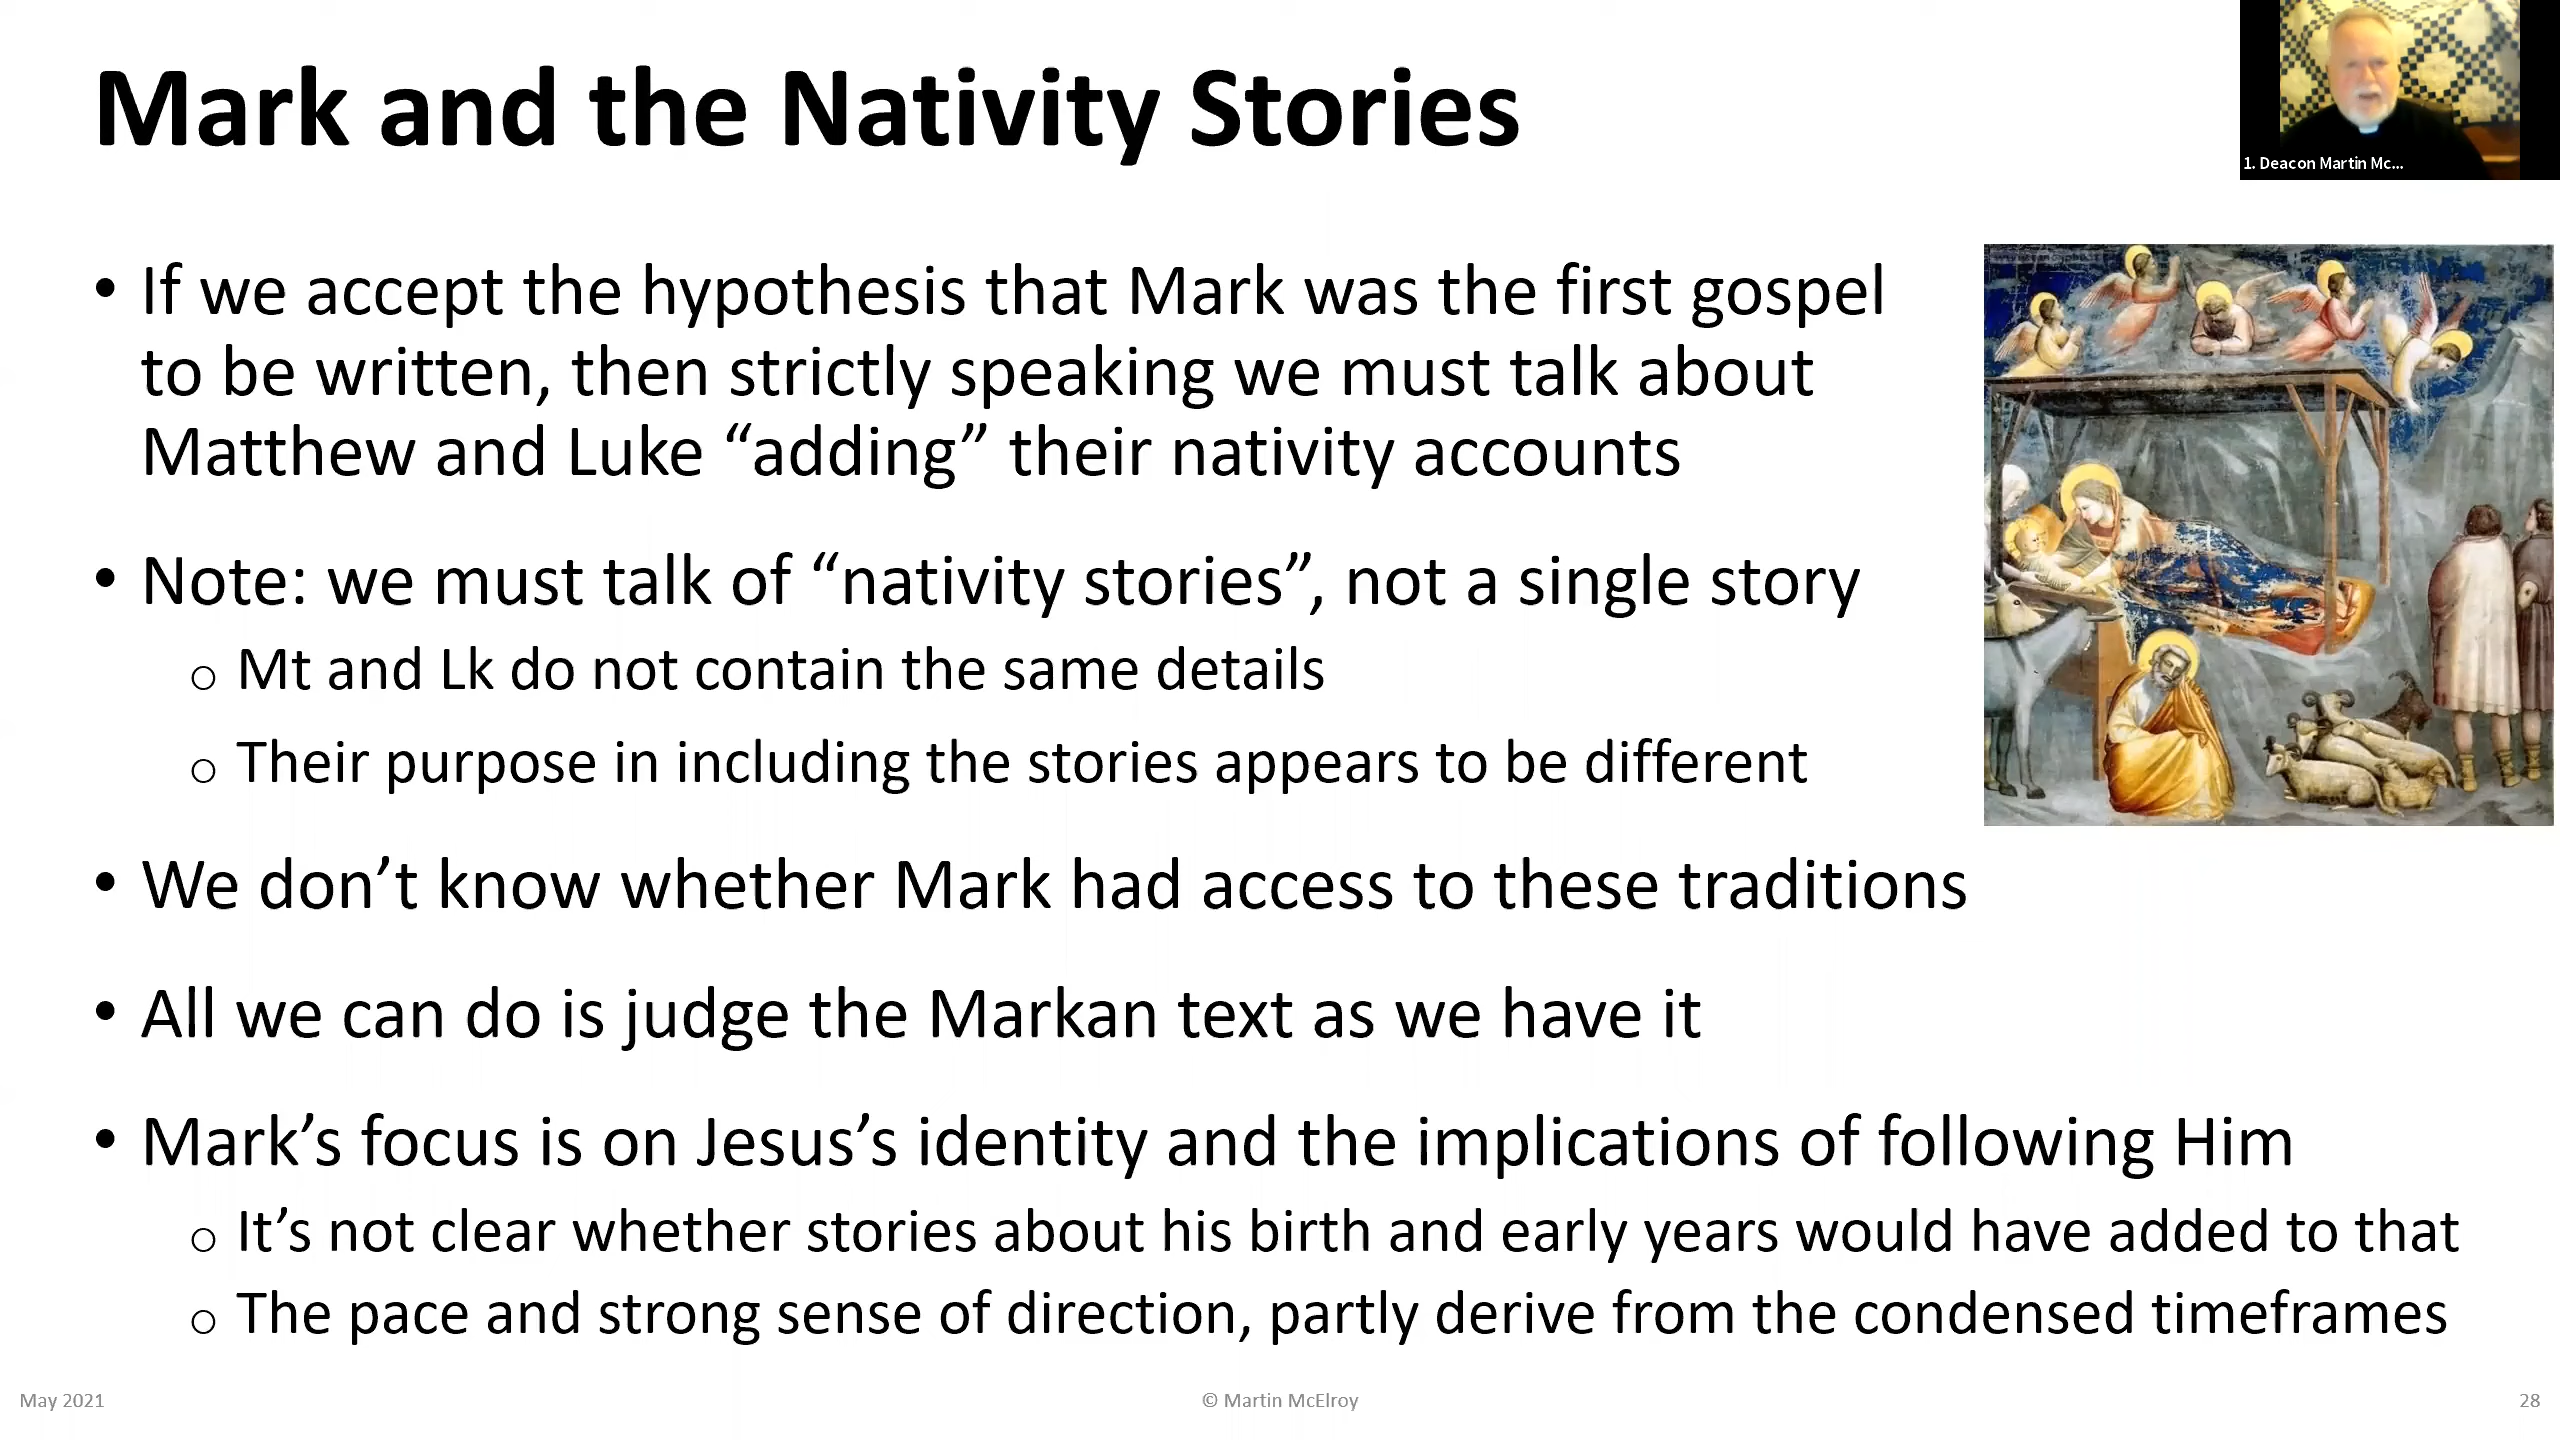 Mark and the Nativity Stories
1. Deacon Martin Mc...
• If we accept the hypothesis that Mark was the first gospel
to be written, then strictly speaking we must talk about
Matthew and Luke “adding” their nativity accounts
• Note: we must talk of “nativity stories”, not a single story
o Mt and Lk do not contain the same details
o Their purpose in including the stories appears to be different
• We don’t know whether Mark had access to these traditions
• All we can do is judge the Markan text as we have it
• Mark’s focus is on Jesus’s identity and the implications of following Him
o It’s not clear whether stories about his birth and early years would have added to that
o The pace and strong sense of direction, partly derive from the condensed timeframes
May 2021
© Martin McElroy
28